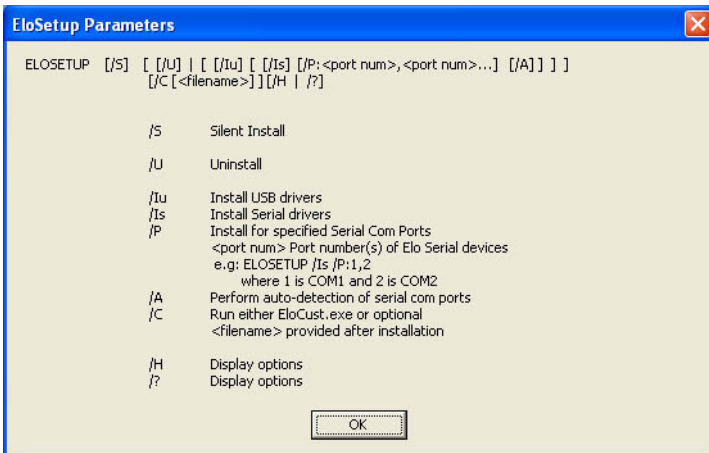 EloSetup Parameters
ELOSETUP [/S] [ [/U] | [ [/Iu] [ [/Is] [/P:<port num>,<port num>...] [/A] ] ] ]
[/C [<filename>] ] [/H | /?]
/S Silent Install
/U Uninstall
/Iu Install USB drivers
/Is Install Serial drivers
/P Install for specified Serial Com Ports
<port num> Port number(s) of Elo Serial devices
e.g: ELOSETUP /Is /P:1,2
where 1 is COM1 and 2 is COM2
/A Perform auto-detection of serial com ports
/C Run either EloCust.exe or optional
<filename> provided after installation
/H Display options
/? Display options
OK